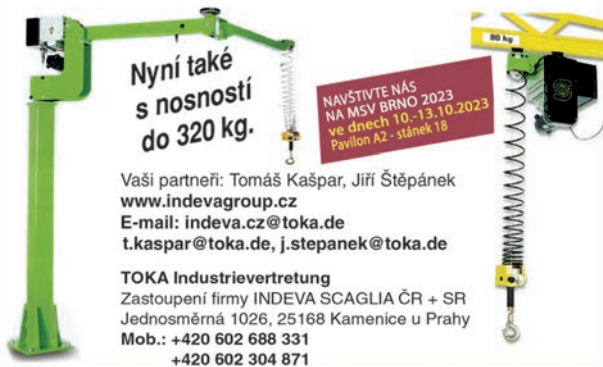 Nyní také
s nosností
do 320 kg.
NAVŠTIVTE NÁS
NA MSV BRNO 2023
ve dnech 10.-13.10.2023
Pavilon A2 - stánek 18
80 kg
Vaši partneři: Tomáš Kašpar, Jiří Štěpánek
www.indevagroup.cz
E-mail: indeva.cz@toka.de
t.kaspar@toka.de, j.stepanek@toka.de
TOKA Industrievertretung
Zastoupení firmy INDEVA SCAGLIA ČR + SR
Jednosměrná 1026, 25168 Kamenice u Prahy
Mob.: +420 602 688 331
+420 602 304 871